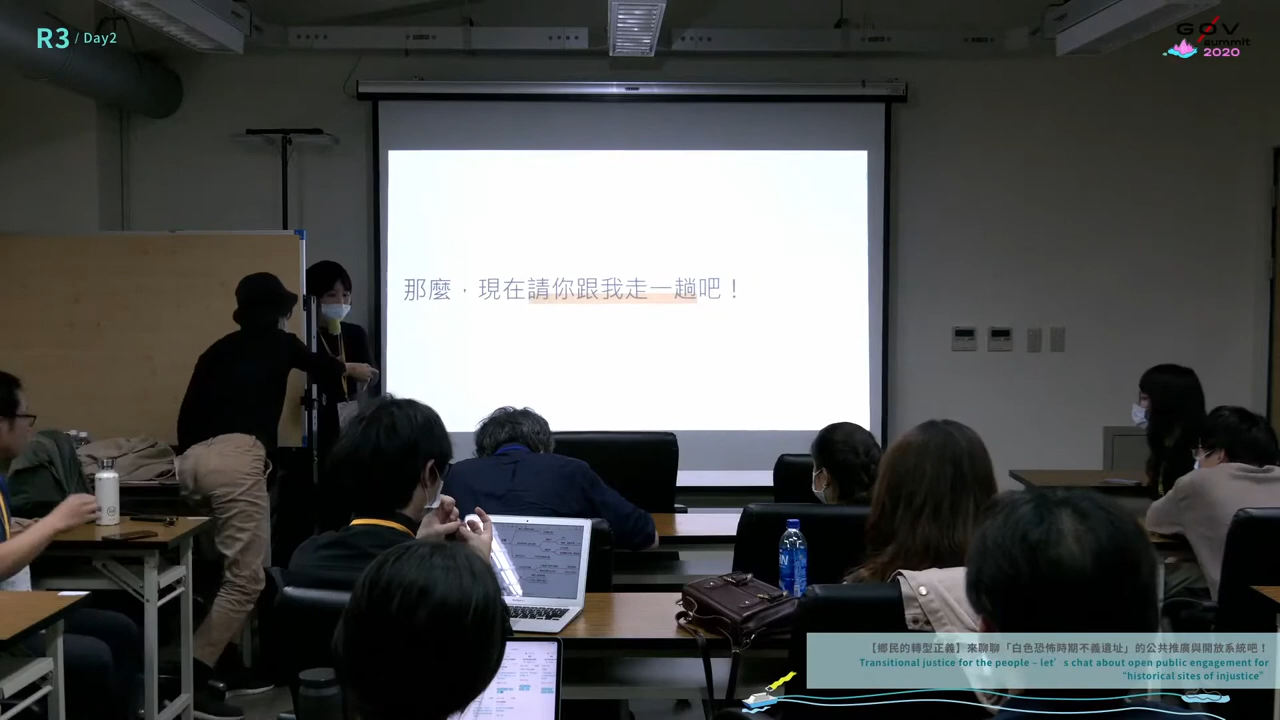 R3 / Day2
G0V
summit
2020
那麼，現在請你跟我走一趟吧！
【鄉民的轉型正義】來聊聊「白色恐怖時期不義遺址」的公共推廣與開放系統吧！
Transitional justice for the people – let's chat about open public engagement for
"historical sites of injustice"